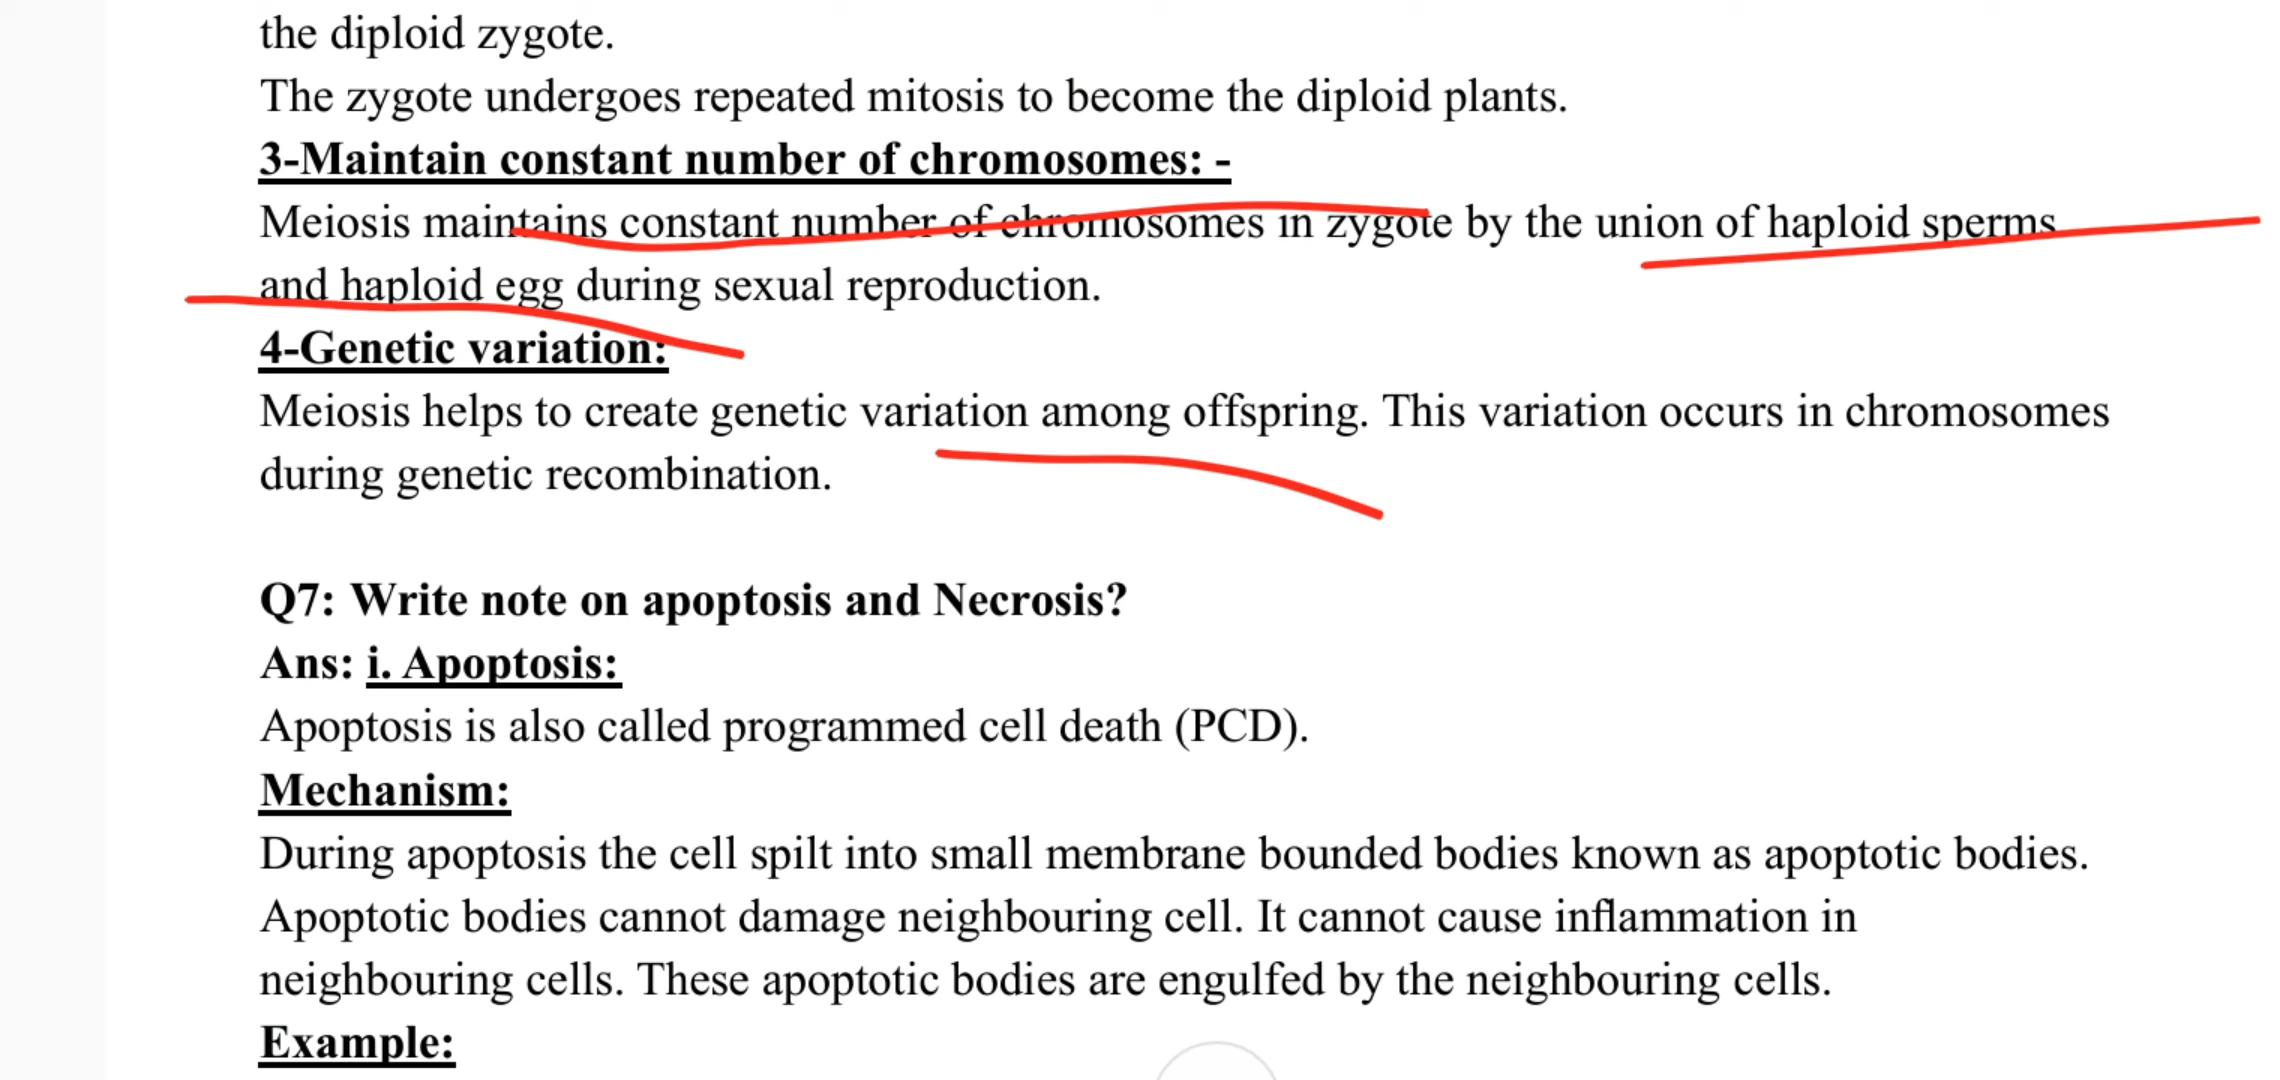 the diploid zygote.
The zygote undergoes repeated mitosis to become the diploid plants.
3-Maintain constant number of chromosomes: -
Meiosis maintains constant number of chromosomes in zygote by the union of haploid sperms
and haploid egg during sexual reproduction.
4-Genetic variation:
Meiosis helps to create genetic variation among offspring. This variation occurs in chromosomes
during genetic recombination.
Q7: Write note on apoptosis and Necrosis?
Ans: i. Apoptosis:
Apoptosis is also called programmed cell death (PCD).
Mechanism:
During apoptosis the cell spilt into small membrane bounded bodies known as apoptotic bodies.
Apoptotic bodies cannot damage neighbouring cell. It cannot cause inflammation in
neighbouring cells. These apoptotic bodies are engulfed by the neighbouring cells.
Example: